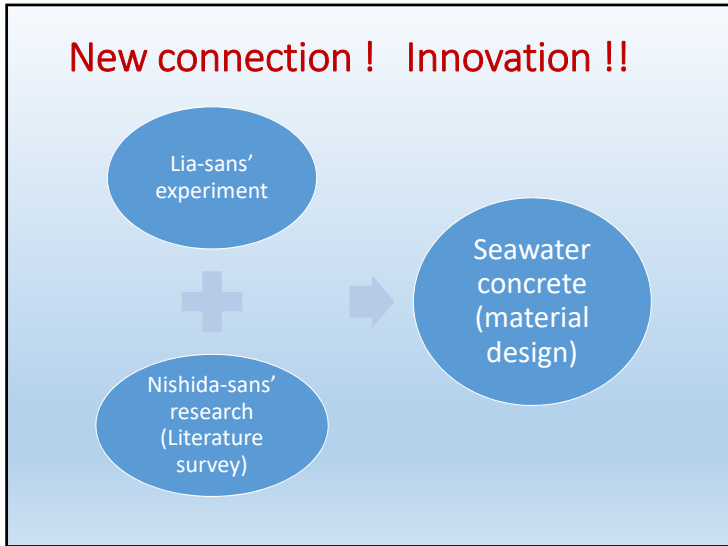 New connection ! Innovation !!
Lia-sans’
experiment
Nishida-sans’
research
(Literature
survey)
Seawater
concrete
(material
design)